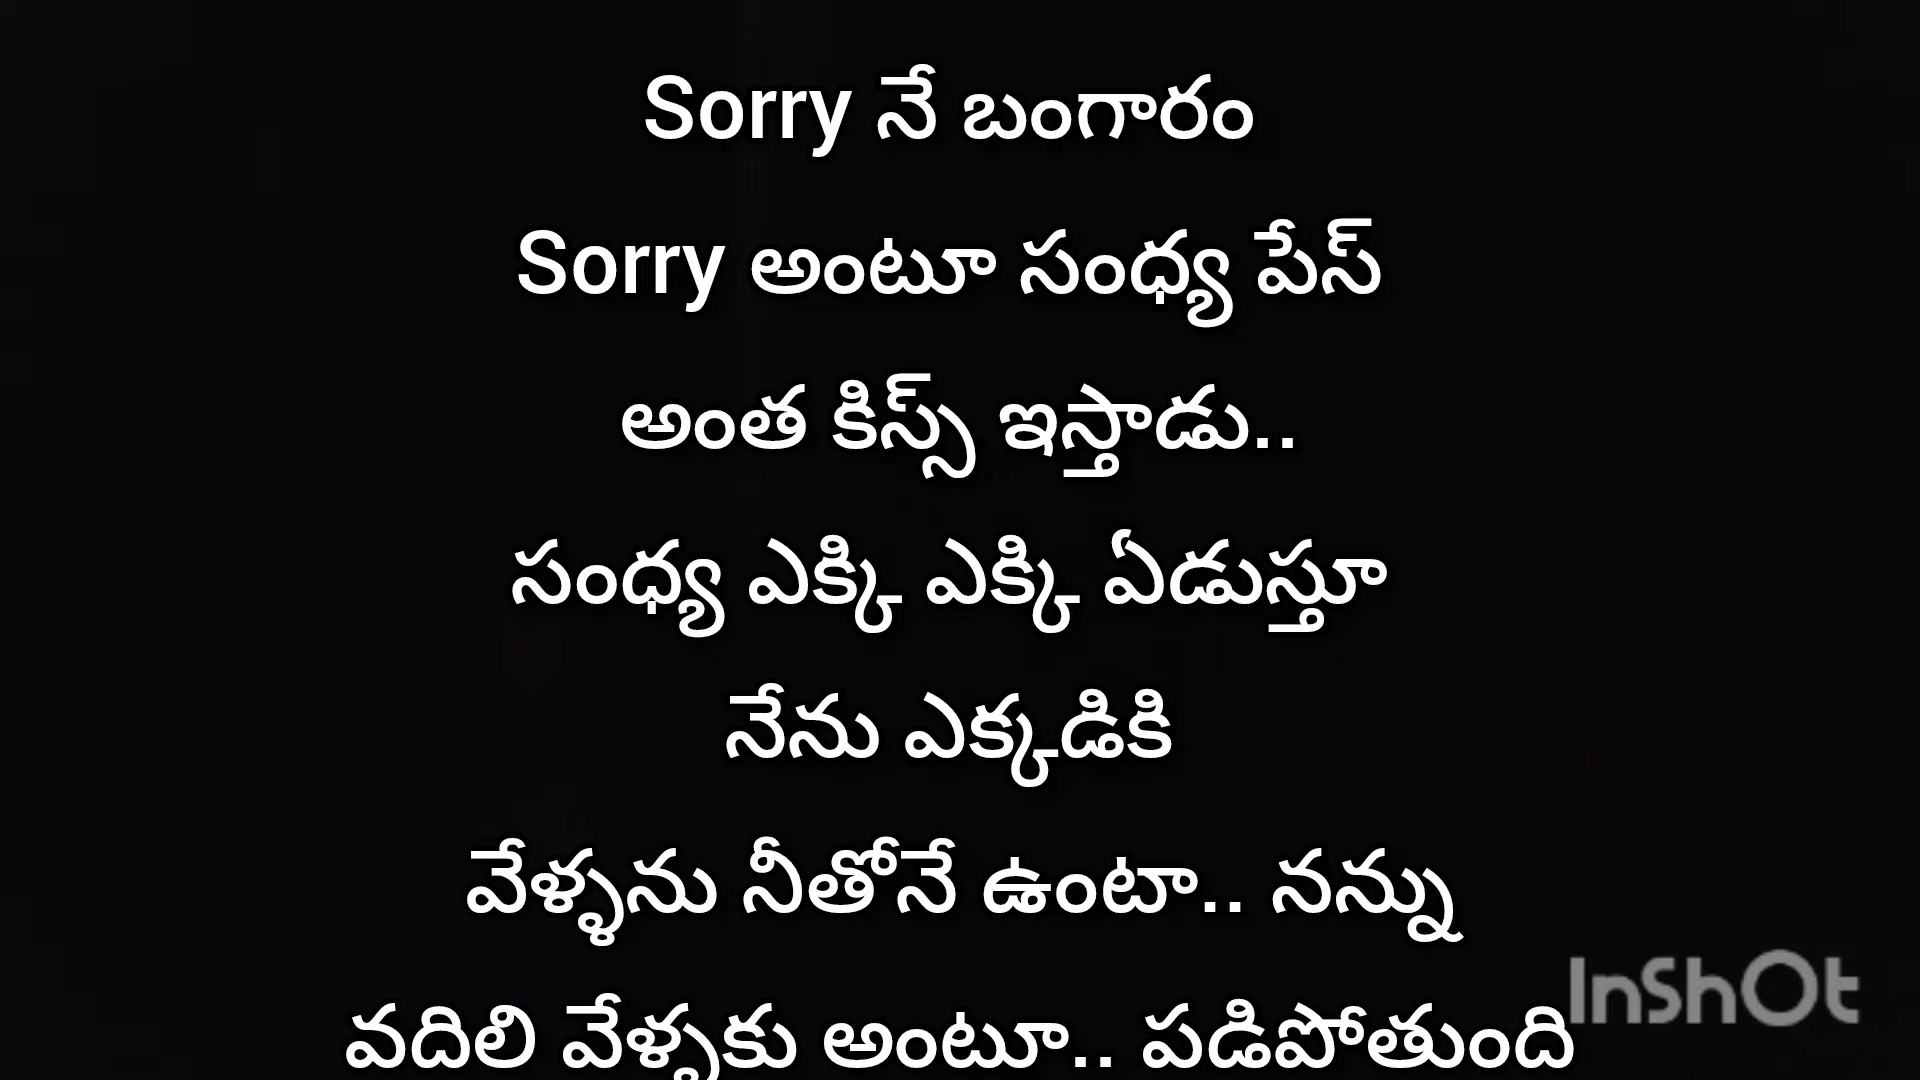 Sorry నే బంగారం
Sorry అంటూ సంధ్య పేస్
అంత కిస్స్ ఇస్తాడు..
సంధ్య ఎక్కి ఎక్కి ఏడుస్తూ
నేను ఎక్కడికి
వేళ్ళను నీతోనే ఉంటా.. నన్ను
వదిలి వేళ్ళకు అంటూ.. పడిపోతుంది
InShOt